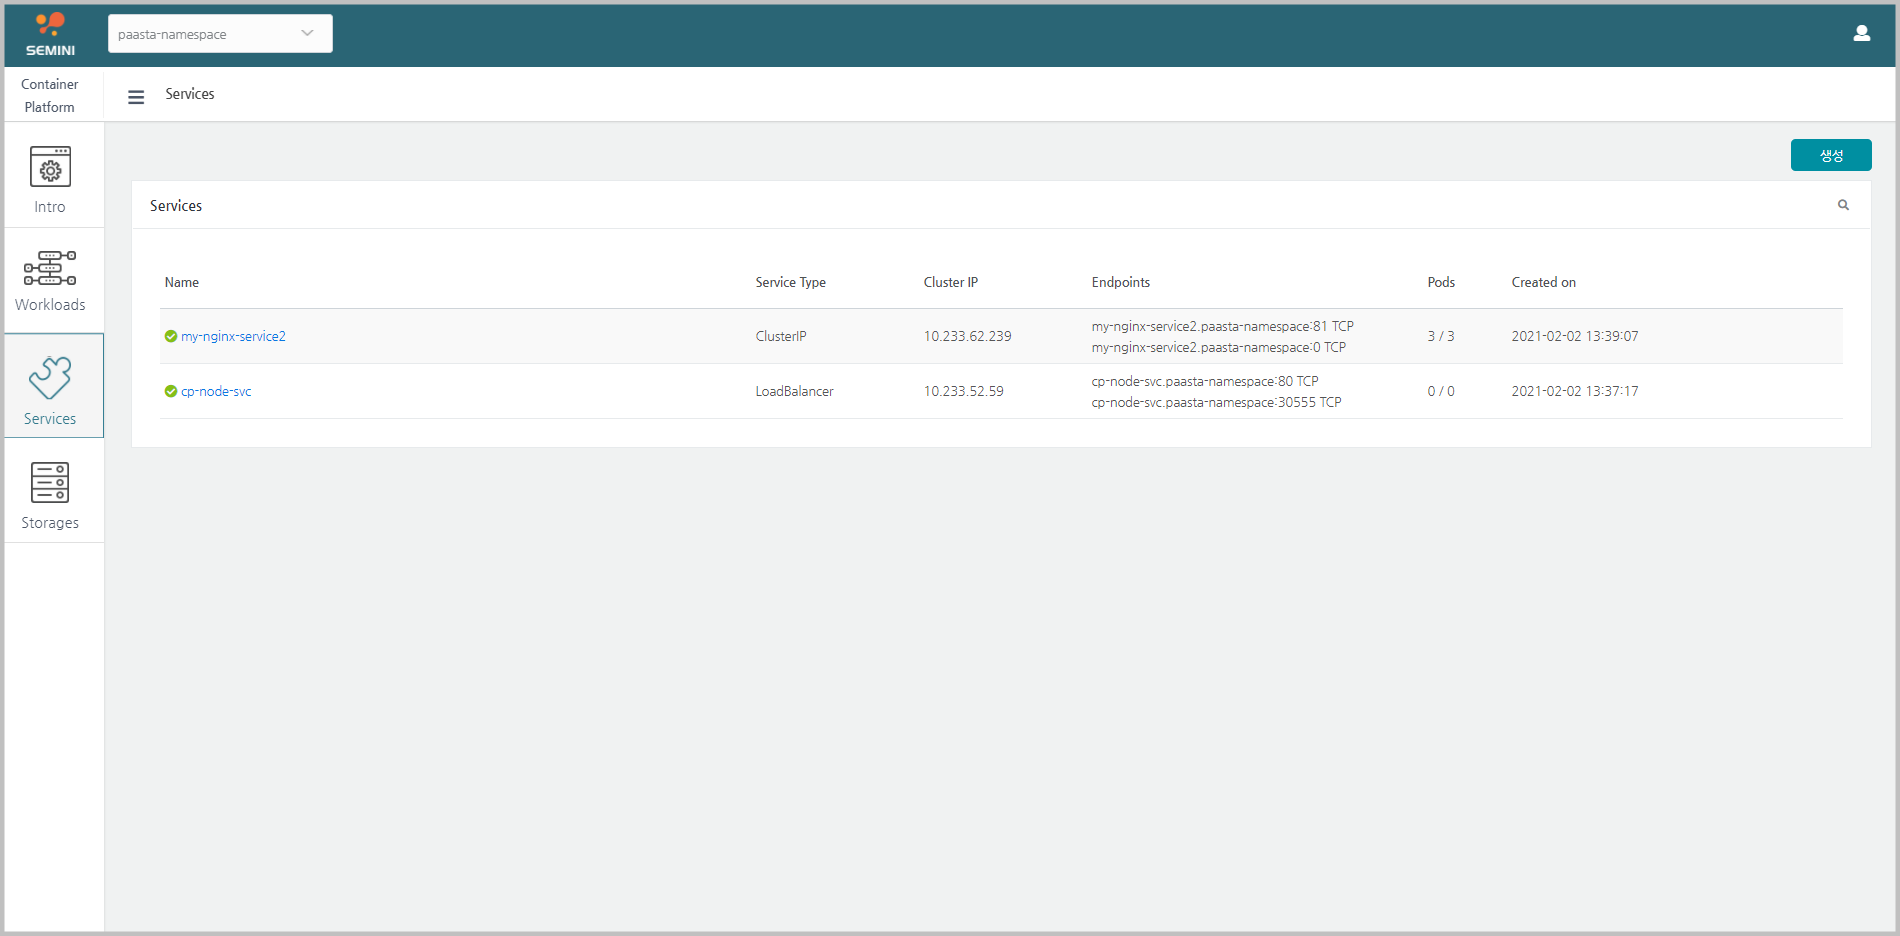 SEMINI
paasta-namespace
Container
Platform
Services
생성
Intro
Workloads
Services
Storages
Services
Name Service Type Cluster IP Endpoints Pods Created on
my-nginx-service2 ClusterIP 10.233.62.239 my-nginx-service2.paasta-namespace:81 TCP 3 / 3 2021-02-02 13:39:07
my-nginx-service2.paasta-namespace:0 TCP
cp-node-svc LoadBalancer 10.233.52.59 cp-node-svc.paasta-namespace:80 TCP 0 / 0 2021-02-02 13:37:17
cp-node-svc.paasta-namespace:30555 TCP